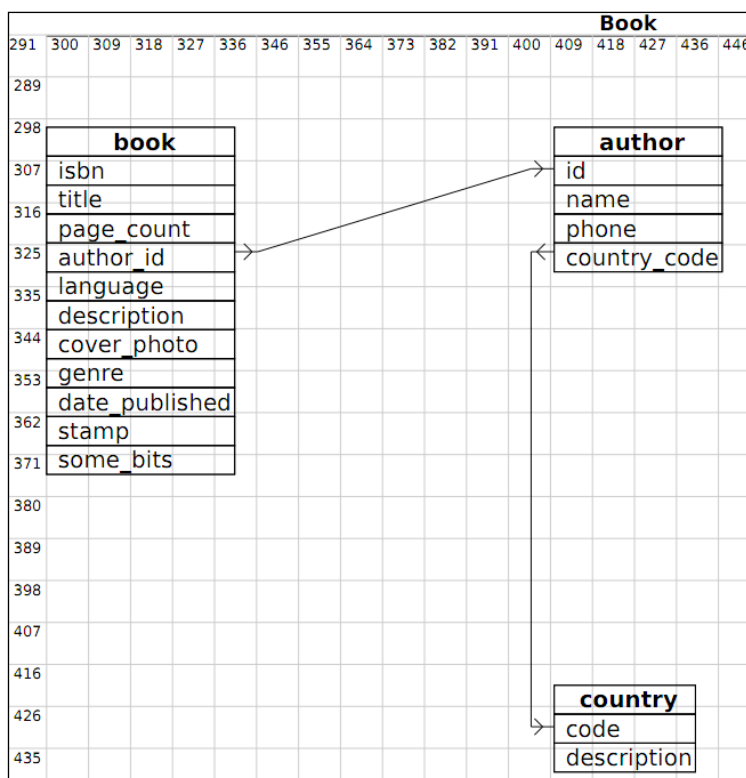 Book
291 300 309 318 327 336 346 355 364 373 382 391 400 409 418 427 436 446
289
298
307
316
325
335
344
353
362
371
380
389
398
407
416
426
435
book
isbn
title
page_count
author_id
language
description
cover_photo
genre
date_published
stamp
some_bits
author
id
name
phone
country_code
country
code
description